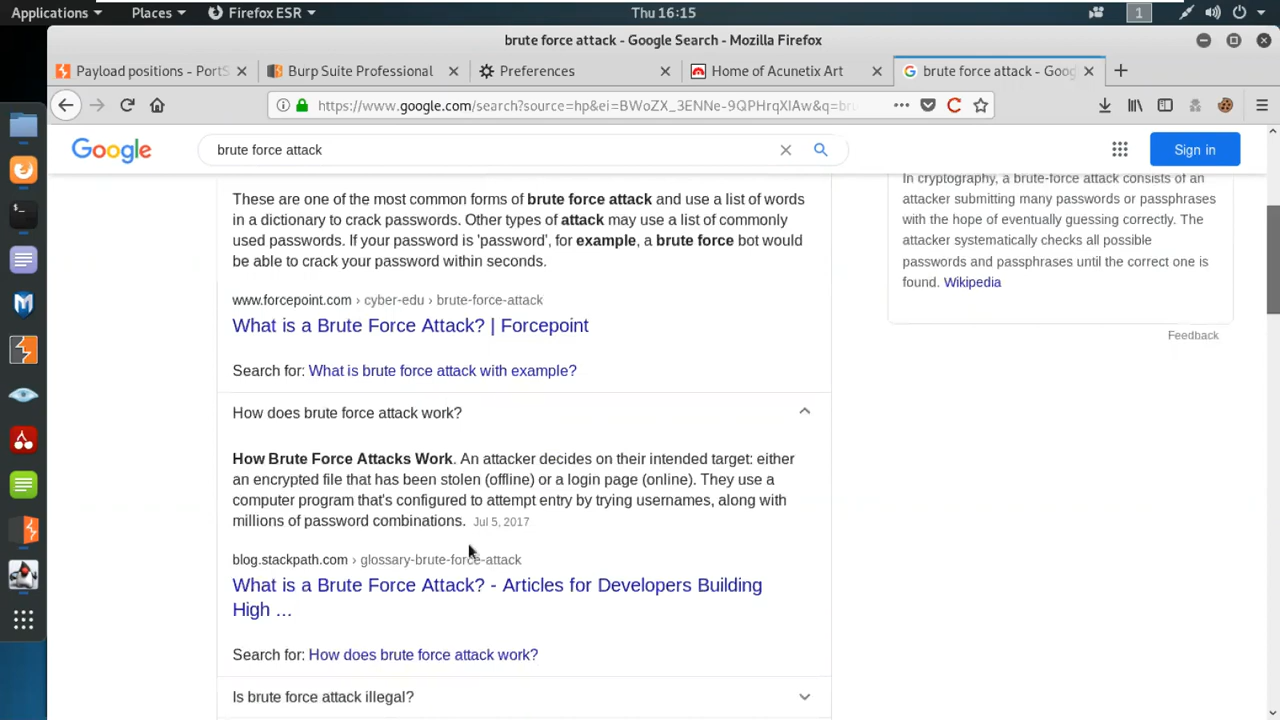 Applications Places Firefox ESR Thu 16:15 1
brute force attack - Google Search - Mozilla Firefox
Payload positions - PortS Burp Suite Professional Preferences Home of Acunetix Art brute force attack - Goog
https://www.google.com/search?source=hp&ei=BWoZX_3ENNe-9QPHrqXIAw&q=bru
Google brute force attack Sign in
These are one of the most common forms of brute force attack and use a list of words
in a dictionary to crack passwords. Other types of attack may use a list of commonly
used passwords. If your password is 'password', for example, a brute force bot would
be able to crack your password within seconds.
www.forcepoint.com › cyber-edu › brute-force-attack
What is a Brute Force Attack? | Forcepoint
Search for: What is brute force attack with example?
How does brute force attack work?
How Brute Force Attacks Work. An attacker decides on their intended target: either
an encrypted file that has been stolen (offline) or a login page (online). They use a
computer program that's configured to attempt entry by trying usernames, along with
millions of password combinations. Jul 5, 2017
blog.stackpath.com › glossary-brute-force-attack
What is a Brute Force Attack? - Articles for Developers Building
High ...
Search for: How does brute force attack work?
Is brute force attack illegal?
In cryptography, a brute-force attack consists of an
attacker submitting many passwords or passphrases
with the hope of eventually guessing correctly. The
attacker systematically checks all possible
passwords and passphrases until the correct one is
found. Wikipedia
Feedback